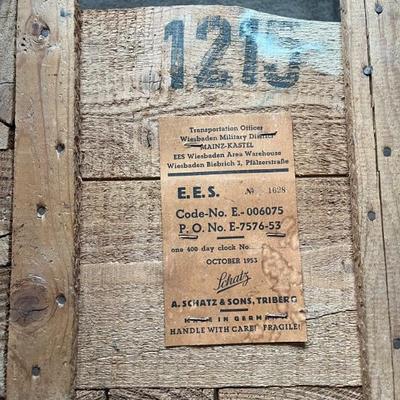 1215
Transportation Officer
Wiesbaden Military District
MAINZ-KASTEL
EES Wiesbaden Area Warehouse
Wiesbaden Biebrich 3, Pfälzerstraße
E.E.S. № 1628
Code-No. E.-006075
P. O. No. E-7576-53
one 400 day clock No.
OCTOBER 1953
Schatz
A. SCHATZ & SONS, TRIBERG
MADE IN GERMANY
HANDLE WITH CARE! FRAGILE!